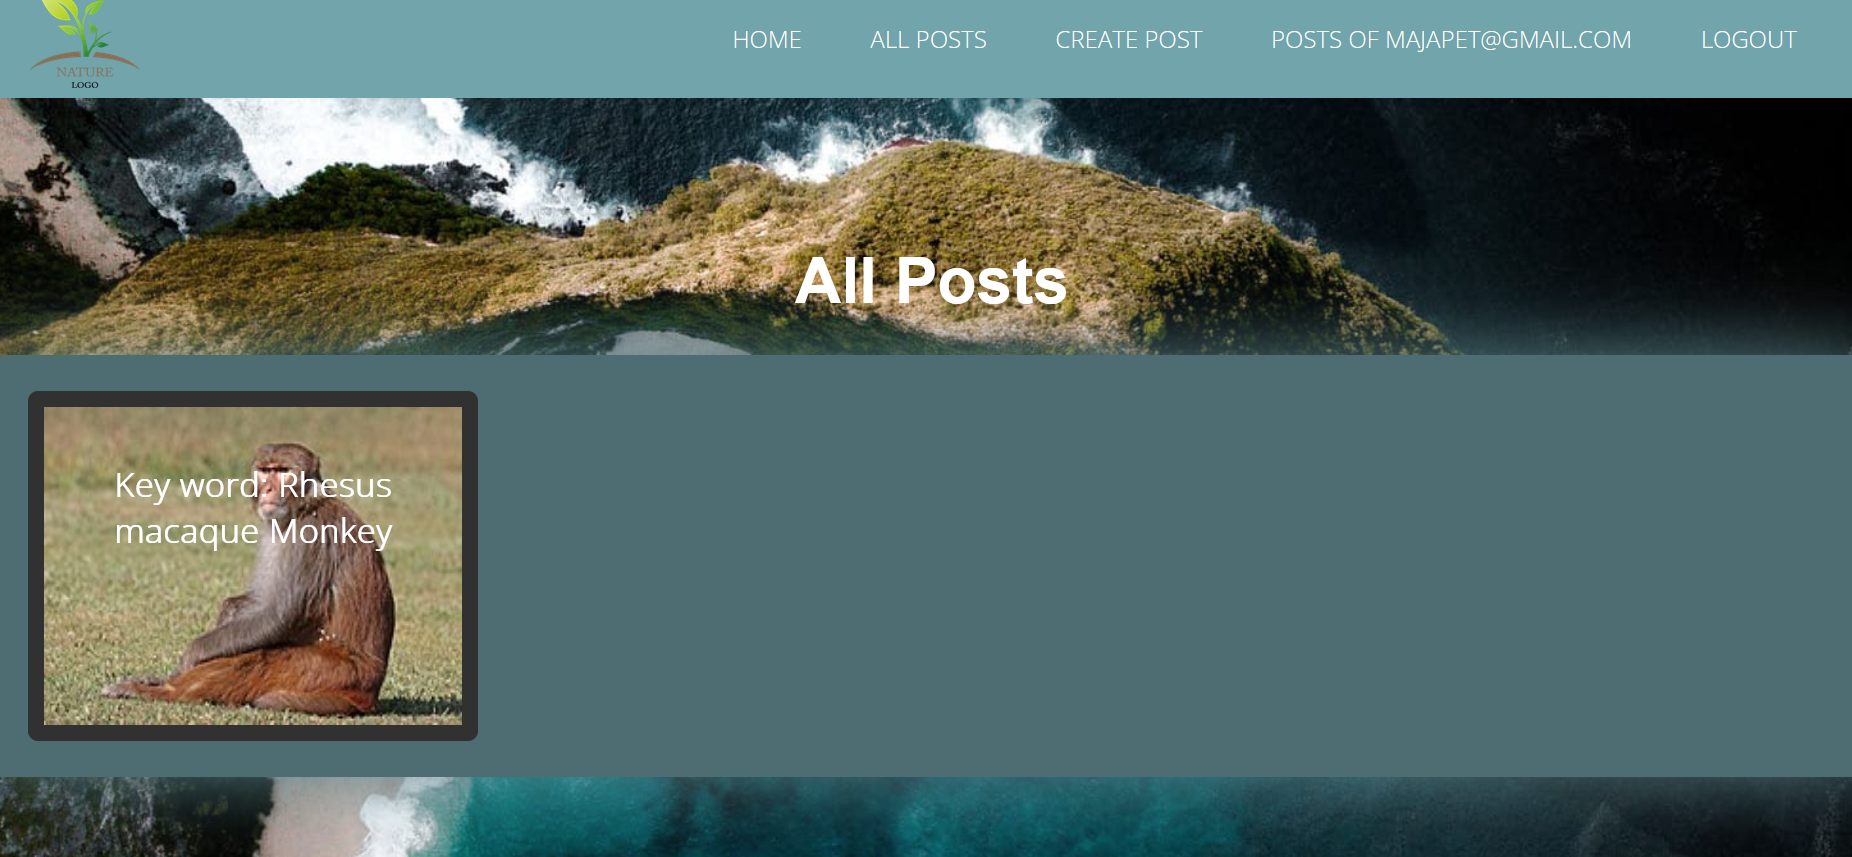 NATURE
LOGO
HOME ALL POSTS CREATE POST POSTS OF MAJAPET@GMAIL.COM LOGOUT
All Posts
Key word: Rhesus
macaque Monkey